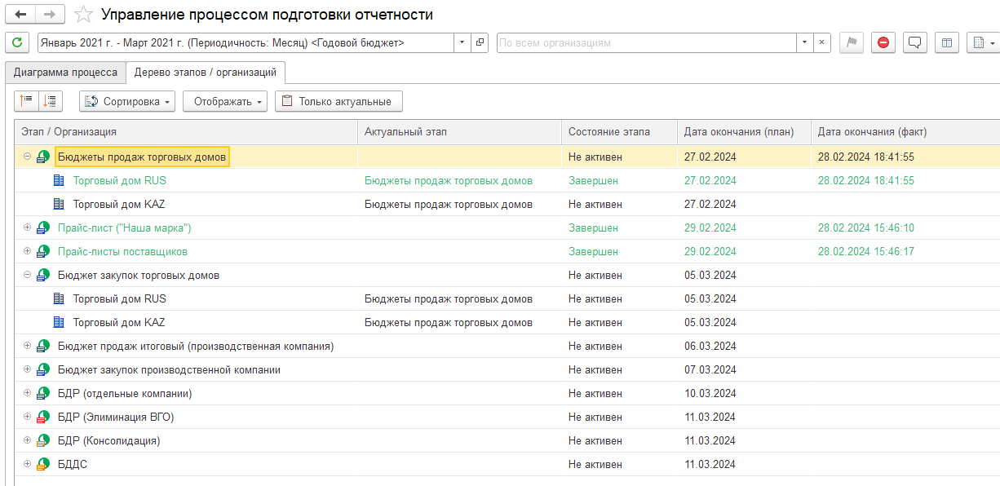 Управление процессом подготовки отчетности
Январь 2021 г. - Март 2021 г. (Периодичность: Месяц) <Годовой бюджет> По всем организациям
Диаграмма процесса Дерево этапов / организаций
Сортировка Отображать Только актуальные
Этап / Организация Актуальный этап Состояние этапа Дата окончания (план) Дата окончания (факт)
Бюджеты продаж торговых домов Не активен 27.02.2024 28.02.2024 18:41:55
Торговый дом RUS Бюджеты продаж торговых домов Завершен 27.02.2024 28.02.2024 18:41:55
Торговый дом KAZ Бюджеты продаж торговых домов Не активен 27.02.2024
Прайс-лист ("Наша марка") Завершен 29.02.2024 28.02.2024 15:46:10
Прайс-листы поставщиков Завершен 29.02.2024 28.02.2024 15:46:17
Бюджет закупок торговых домов Не активен 05.03.2024
Торговый дом RUS Бюджеты продаж торговых домов Не активен 05.03.2024
Торговый дом KAZ Бюджеты продаж торговых домов Не активен 05.03.2024
Бюджет продаж итоговый (производственная компания) Не активен 06.03.2024
Бюджет закупок производственной компании Не активен 07.03.2024
БДР (отдельные компании) Не активен 10.03.2024
БДР (Элиминация ВГО) Не активен 11.03.2024
БДР (Консолидация) Не активен 11.03.2024
БДДС Не активен 11.03.2024